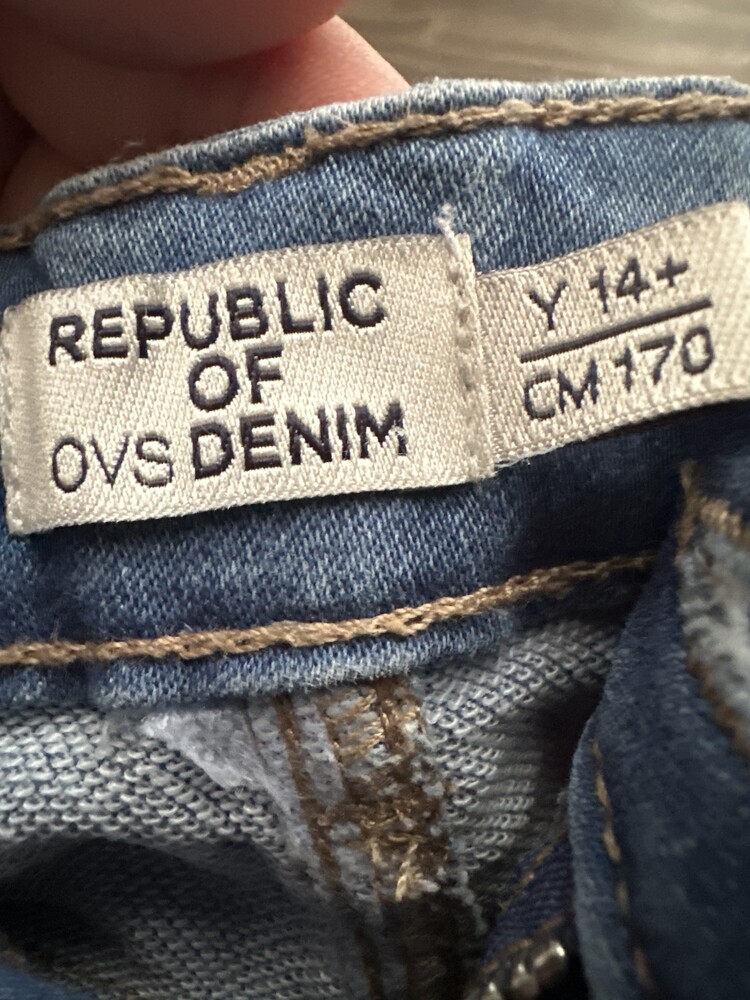 REPUBLIC
OF
OVS DENIM
Y 14+
CM 170